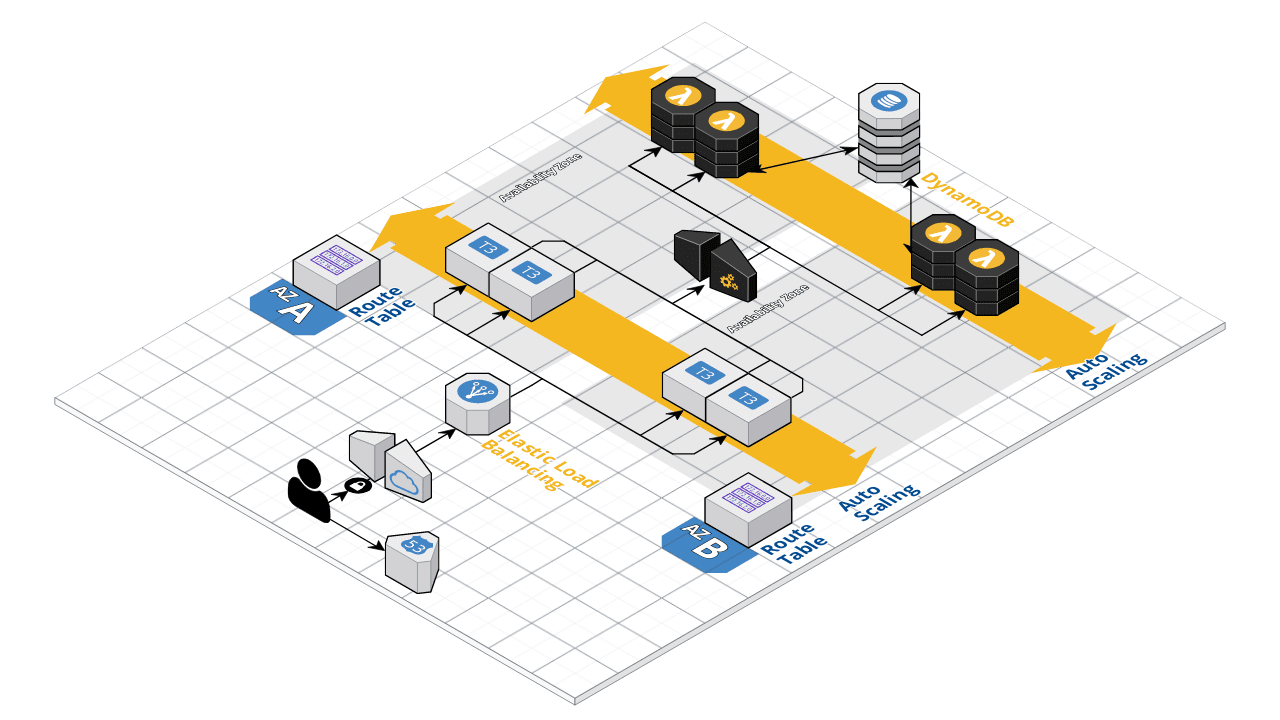 Availability Zone
DynamoDB
T3
T3
AZ
A
Route
Table
Availability Zone
Auto
Scaling
T3
T3
Elastic Load
Balancing
Auto
Scaling
53
AZ
B
Route
Table